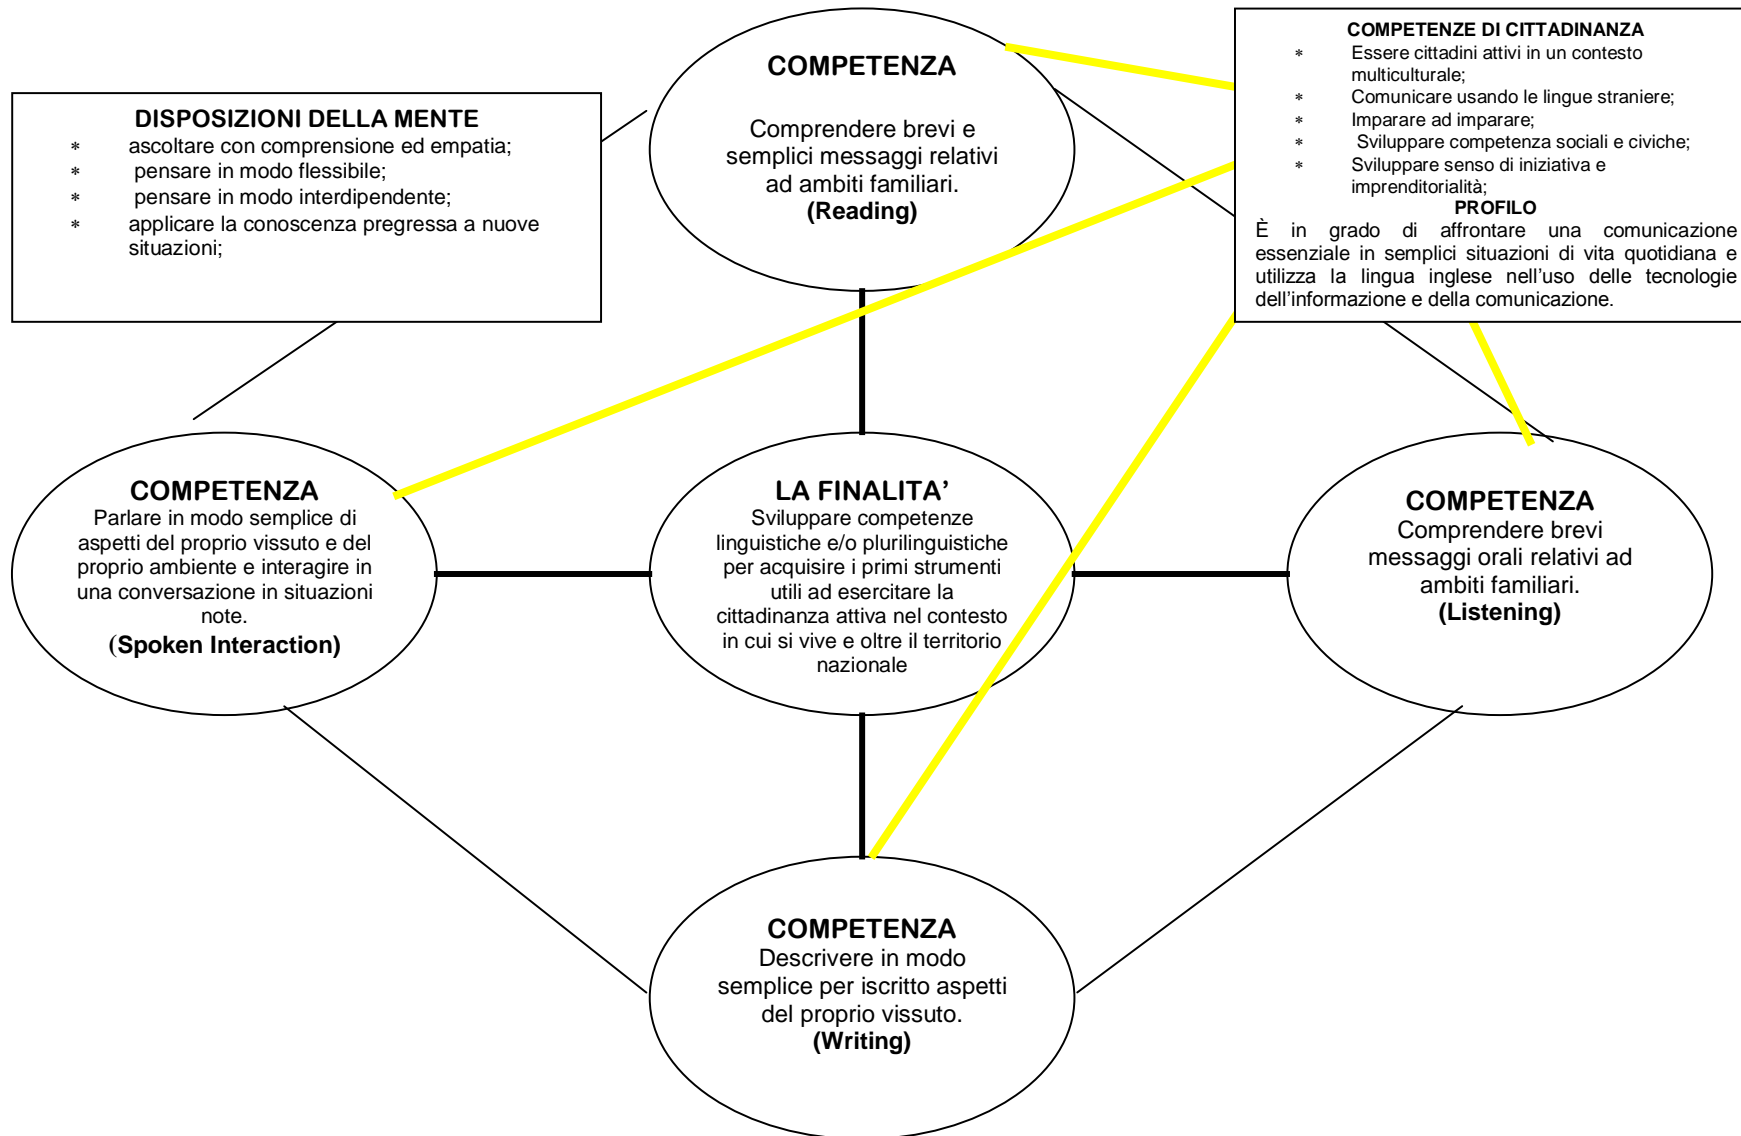 COMPETENZA
Comprendere brevi e
semplici messaggi relativi
ad ambiti familiari.
(Reading)
COMPETENZE DI CITTADINANZA
* Essere cittadini attivi in un contesto
multiculturale;
* Comunicare usando le lingue straniere;
* Imparare ad imparare;
* Sviluppare competenza sociali e civiche;
* Sviluppare senso di iniziativa e
imprenditorialità;
PROFILO
È in grado di affrontare una comunicazione
essenziale in semplici situazioni di vita quotidiana e
utilizza la lingua inglese nell'uso delle tecnologie
dell'informazione e della comunicazione.
DISPOSIZIONI DELLA MENTE
* ascoltare con comprensione ed empatia;
* pensare in modo flessibile;
* pensare in modo interdipendente;
* applicare la conoscenza pregressa a nuove
situazioni;
COMPETENZA
Parlare in modo semplice di
aspetti del proprio vissuto e del
proprio ambiente e interagire in
una conversazione in situazioni
note.
(Spoken Interaction)
LA FINALITA'
Sviluppare competenze
linguistiche e/o plurilinguistiche
per acquisire i primi strumenti
utili ad esercitare la
cittadinanza attiva nel contesto
in cui si vive e oltre il territorio
nazionale
COMPETENZA
Comprendere brevi
messaggi orali relativi ad
ambiti familiari.
(Listening)
COMPETENZA
Descrivere in modo
semplice per iscritto aspetti
del proprio vissuto.
(Writing)